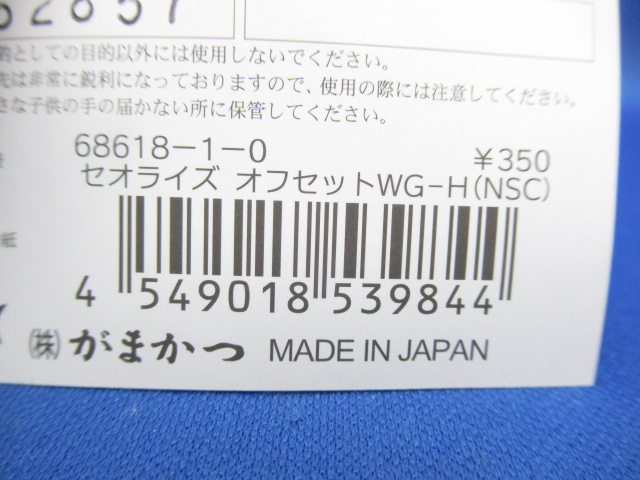 的としての目的以外には使用しないでください。
先は非常に鋭利になっておりますので、使用の際には注意してください。
さな子供の手の届かない所に保管してください。
68618-1-0 ¥350
セオライズ オフセットWG-H(NSC)
紙
4 549018 539844
㈱がまかつ MADE IN JAPAN